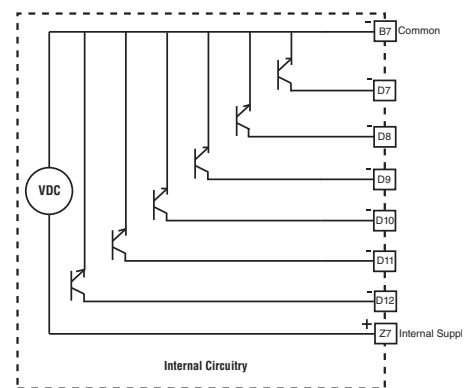 - B7 Common
- D7
- D8
- D9
VDC
- D10
- D11
- D12
+ Z7 Internal Suppl
Internal Circuitry